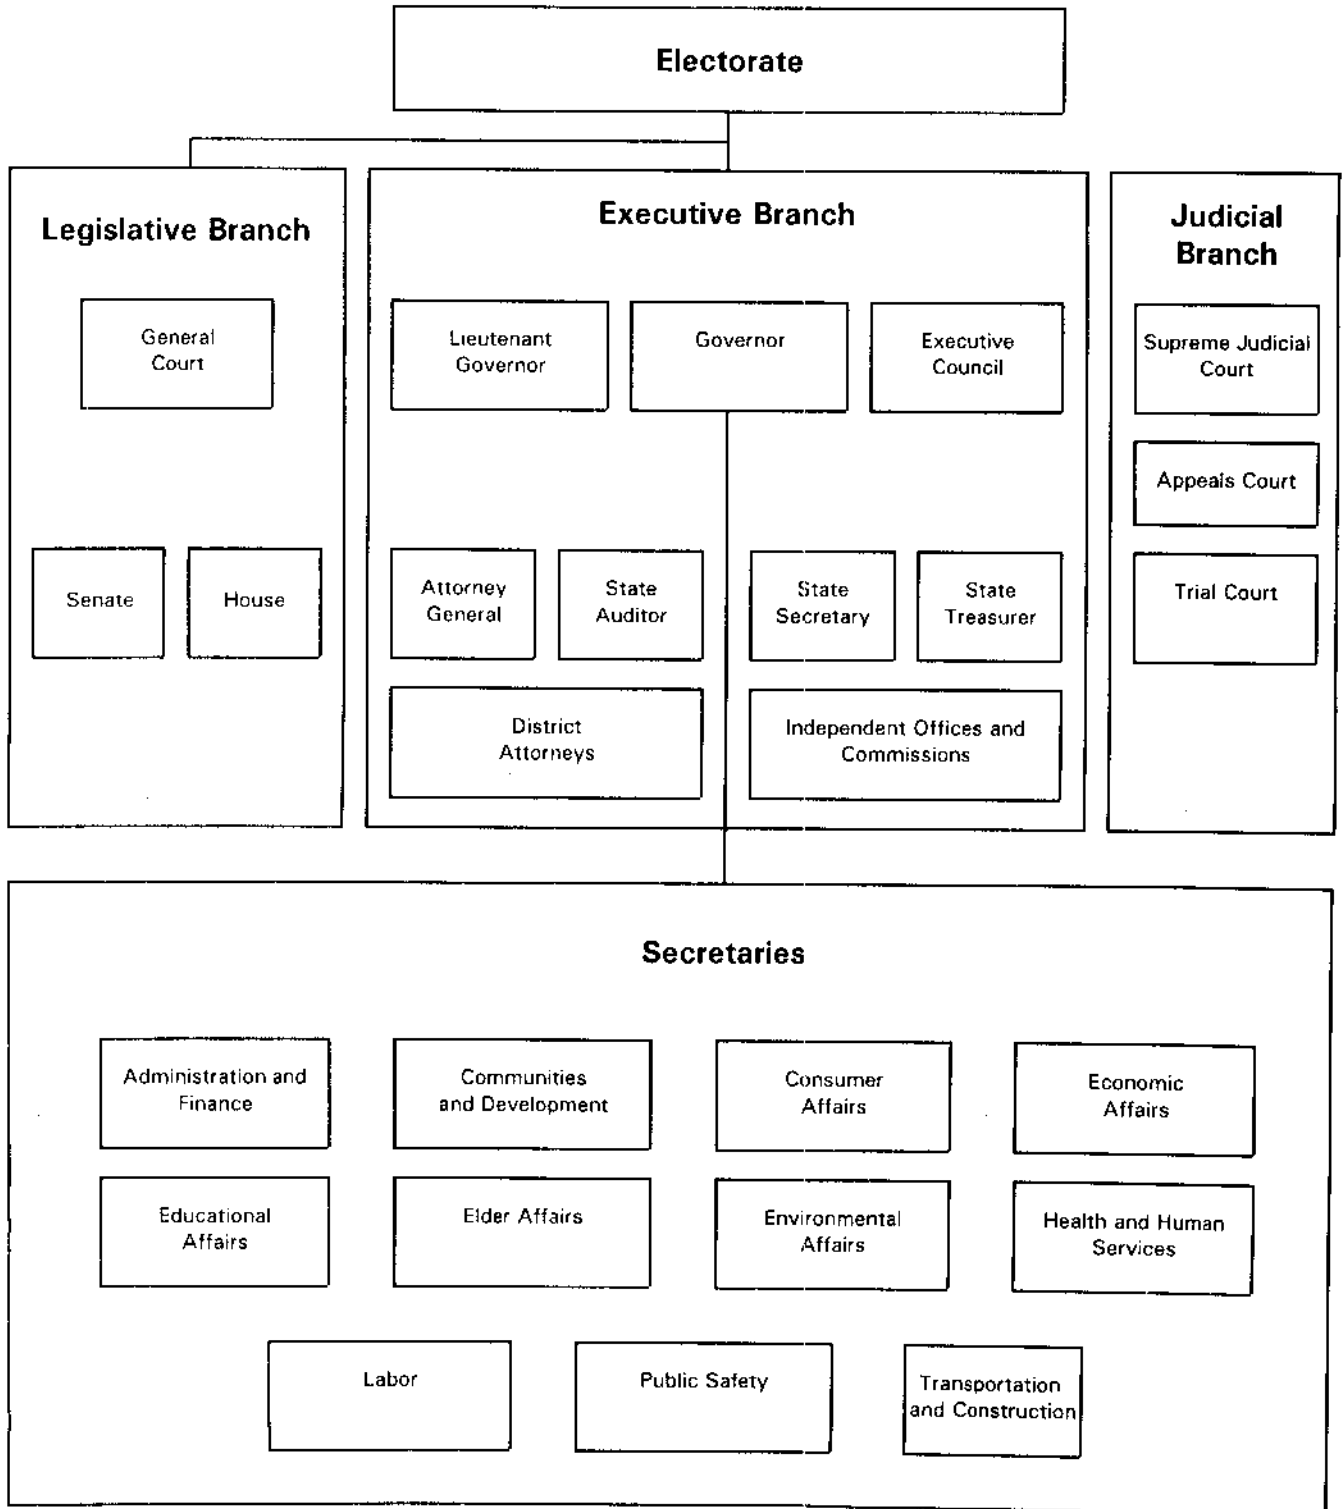 Electorate
Legislative Branch
General
Court
Senate
House
Executive Branch
Lieutenant
Governor
Governor
Executive
Council
Attorney
General
State
Auditor
State
Secretary
State
Treasurer
District
Attorneys
Independent Offices and
Commissions
Judicial
Branch
Supreme Judicial
Court
Appeals Court
Trial Court
Secretaries
Administration and
Finance
Communities
and Development
Consumer
Affairs
Economic
Affairs
Educational
Affairs
Elder Affairs
Environmental
Affairs
Health and Human
Services
Labor
Public Safety
Transportation
and Construction